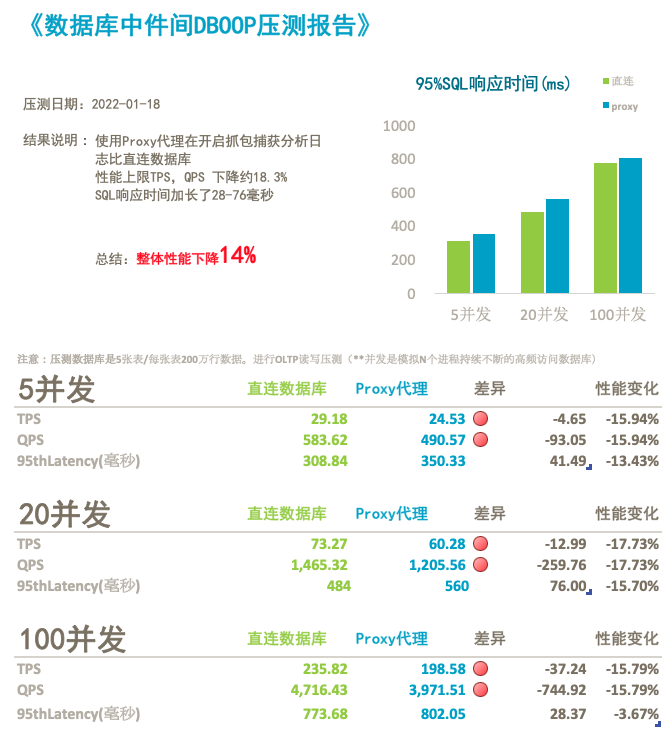 《数据库中件间DBOOP压测报告》
压测日期：2022-01-18
结果说明：使用Proxy代理在开启抓包捕获分析日
志比直连数据库
性能上限TPS，QPS 下降约18.3%
SQL响应时间加长了28-76毫秒
总结：整体性能下降14%
95%SQL响应时间(ms)
直连
proxy
1000
800
600
400
200
0
5并发 20并发 100并发
注意：压测数据库是5张表/每张表200万行数据。进行OLTP读写压测（**并发是模拟N个进程持续不断的高频访问数据库）
5并发 直连数据库 Proxy代理 差异 性能变化
TPS 29.18 24.53 -4.65 -15.94%
QPS 583.62 490.57 -93.05 -15.94%
95thLatency(毫秒) 308.84 350.33 41.49 -13.43%
20并发 直连数据库 Proxy代理 差异 性能变化
TPS 73.27 60.28 -12.99 -17.73%
QPS 1,465.32 1,205.56 -259.76 -17.73%
95thLatency(毫秒) 484 560 76.00 -15.70%
100并发 直连数据库 Proxy代理 差异 性能变化
TPS 235.82 198.58 -37.24 -15.79%
QPS 4,716.43 3,971.51 -744.92 -15.79%
95thLatency(毫秒) 773.68 802.05 28.37 -3.67%